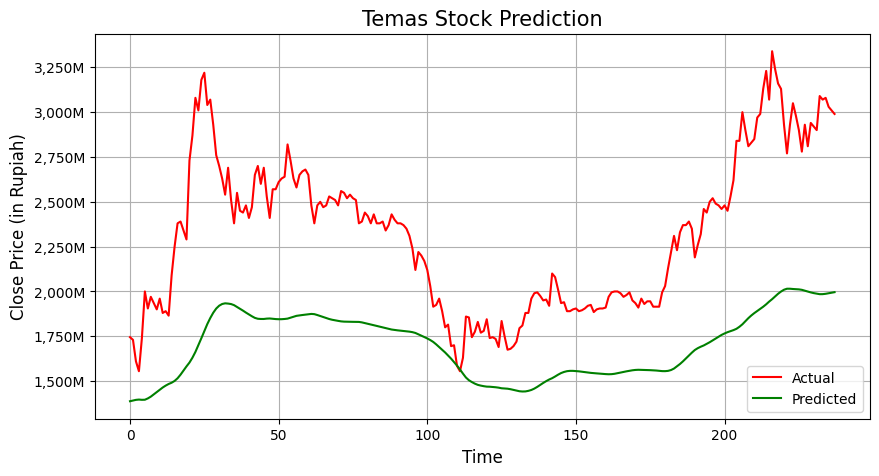 Temas Stock Prediction
Close Price (in Rupiah)
3,250M
3,000M
2,750M
2,500M
2,250M
2,000M
1,750M
1,500M
0
50
100
150
200
Time
Actual
Predicted